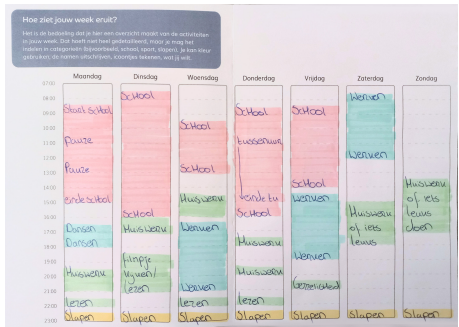 Hoe ziet jouw week eruit?
Het is de bedoeling dat je hier een overzicht maakt van de activiteiten
in jouw week. Dat hoeft niet heel gedetailleerd, maar je mag het
indelen in categorieën (bijvoorbeeld, school, sport, slapen). Je kan kleur
gebruiken, de namen inschrijven, icoontjes tekenen, wat jij wilt.
Maandag Dinsdag Woensdag Donderdag Vrijdag Zaterdag Zondag
07:00
08:00
09:00
10:00
11:00
12:00
13:00
14:00
15:00
16:00
17:00
18:00
19:00
20:00
21:00
22:00
23:00
Start School
Pauze
Pauze
einde school
Dansen
Dansen
Huiswerk
lezen
Slapen
School
School
Huiswerk
lezen
Slapen
School
School
Huiswerk
Werken
Werken
lezen
Slapen
School
tussenuur
School
Huiswerk
Huiswerk
lezen
Slapen
School
School
Werken
Werken
Slapen
Werken
Werken
Huiswerk
of iets
leuks
Slapen
Huiswerk
of iets
leuks
doen
Slapen